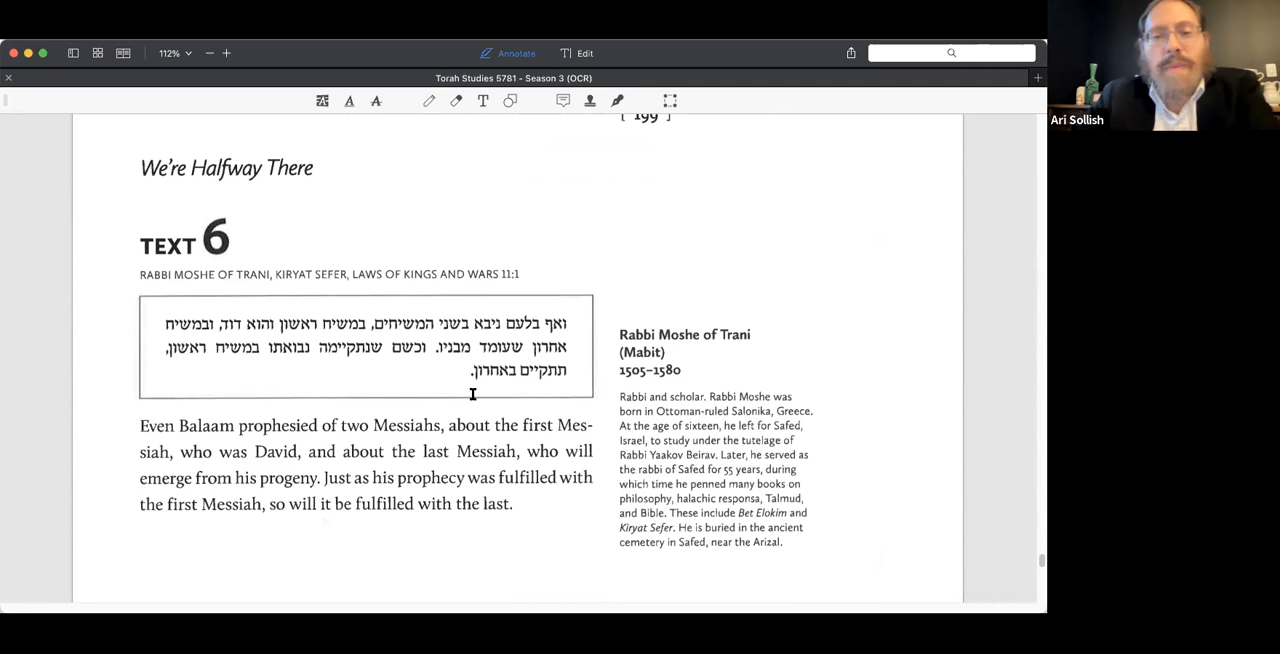 112%
Annotate
Edit
Torah Studies 5781 - Season 3 (OCR)
Ari Sollish
[ 199 ]
We're Halfway There
TEXT 6
RABBI MOSHE OF TRANI, KIRYAT SEFER, LAWS OF KINGS AND WARS 11:1
ואף בלעם ניבא בשני המשיחים, במשיח ראשון והוא דוד, ובמשיח
אחרון שעומד מבניו. וכשם שנתקיימה נבואתו במשיח ראשון,
תתקיים באחרון.
Even Balaam prophesied of two Messiahs, about the first Mes-
siah, who was David, and about the last Messiah, who will
emerge from his progeny. Just as his prophecy was fulfilled with
the first Messiah, so will it be fulfilled with the last.
Rabbi Moshe of Trani
(Mabit)
1505–1580
Rabbi and scholar. Rabbi Moshe was
born in Ottoman-ruled Salonika, Greece.
At the age of sixteen, he left for Safed,
Israel, to study under the tutelage of
Rabbi Yaakov Beirav. Later, he served as
the rabbi of Safed for 55 years, during
which time he penned many books on
philosophy, halachic responsa, Talmud,
and Bible. These include Bet Elokim and
Kiryat Sefer. He is buried in the ancient
cemetery in Safed, near the Arizal.